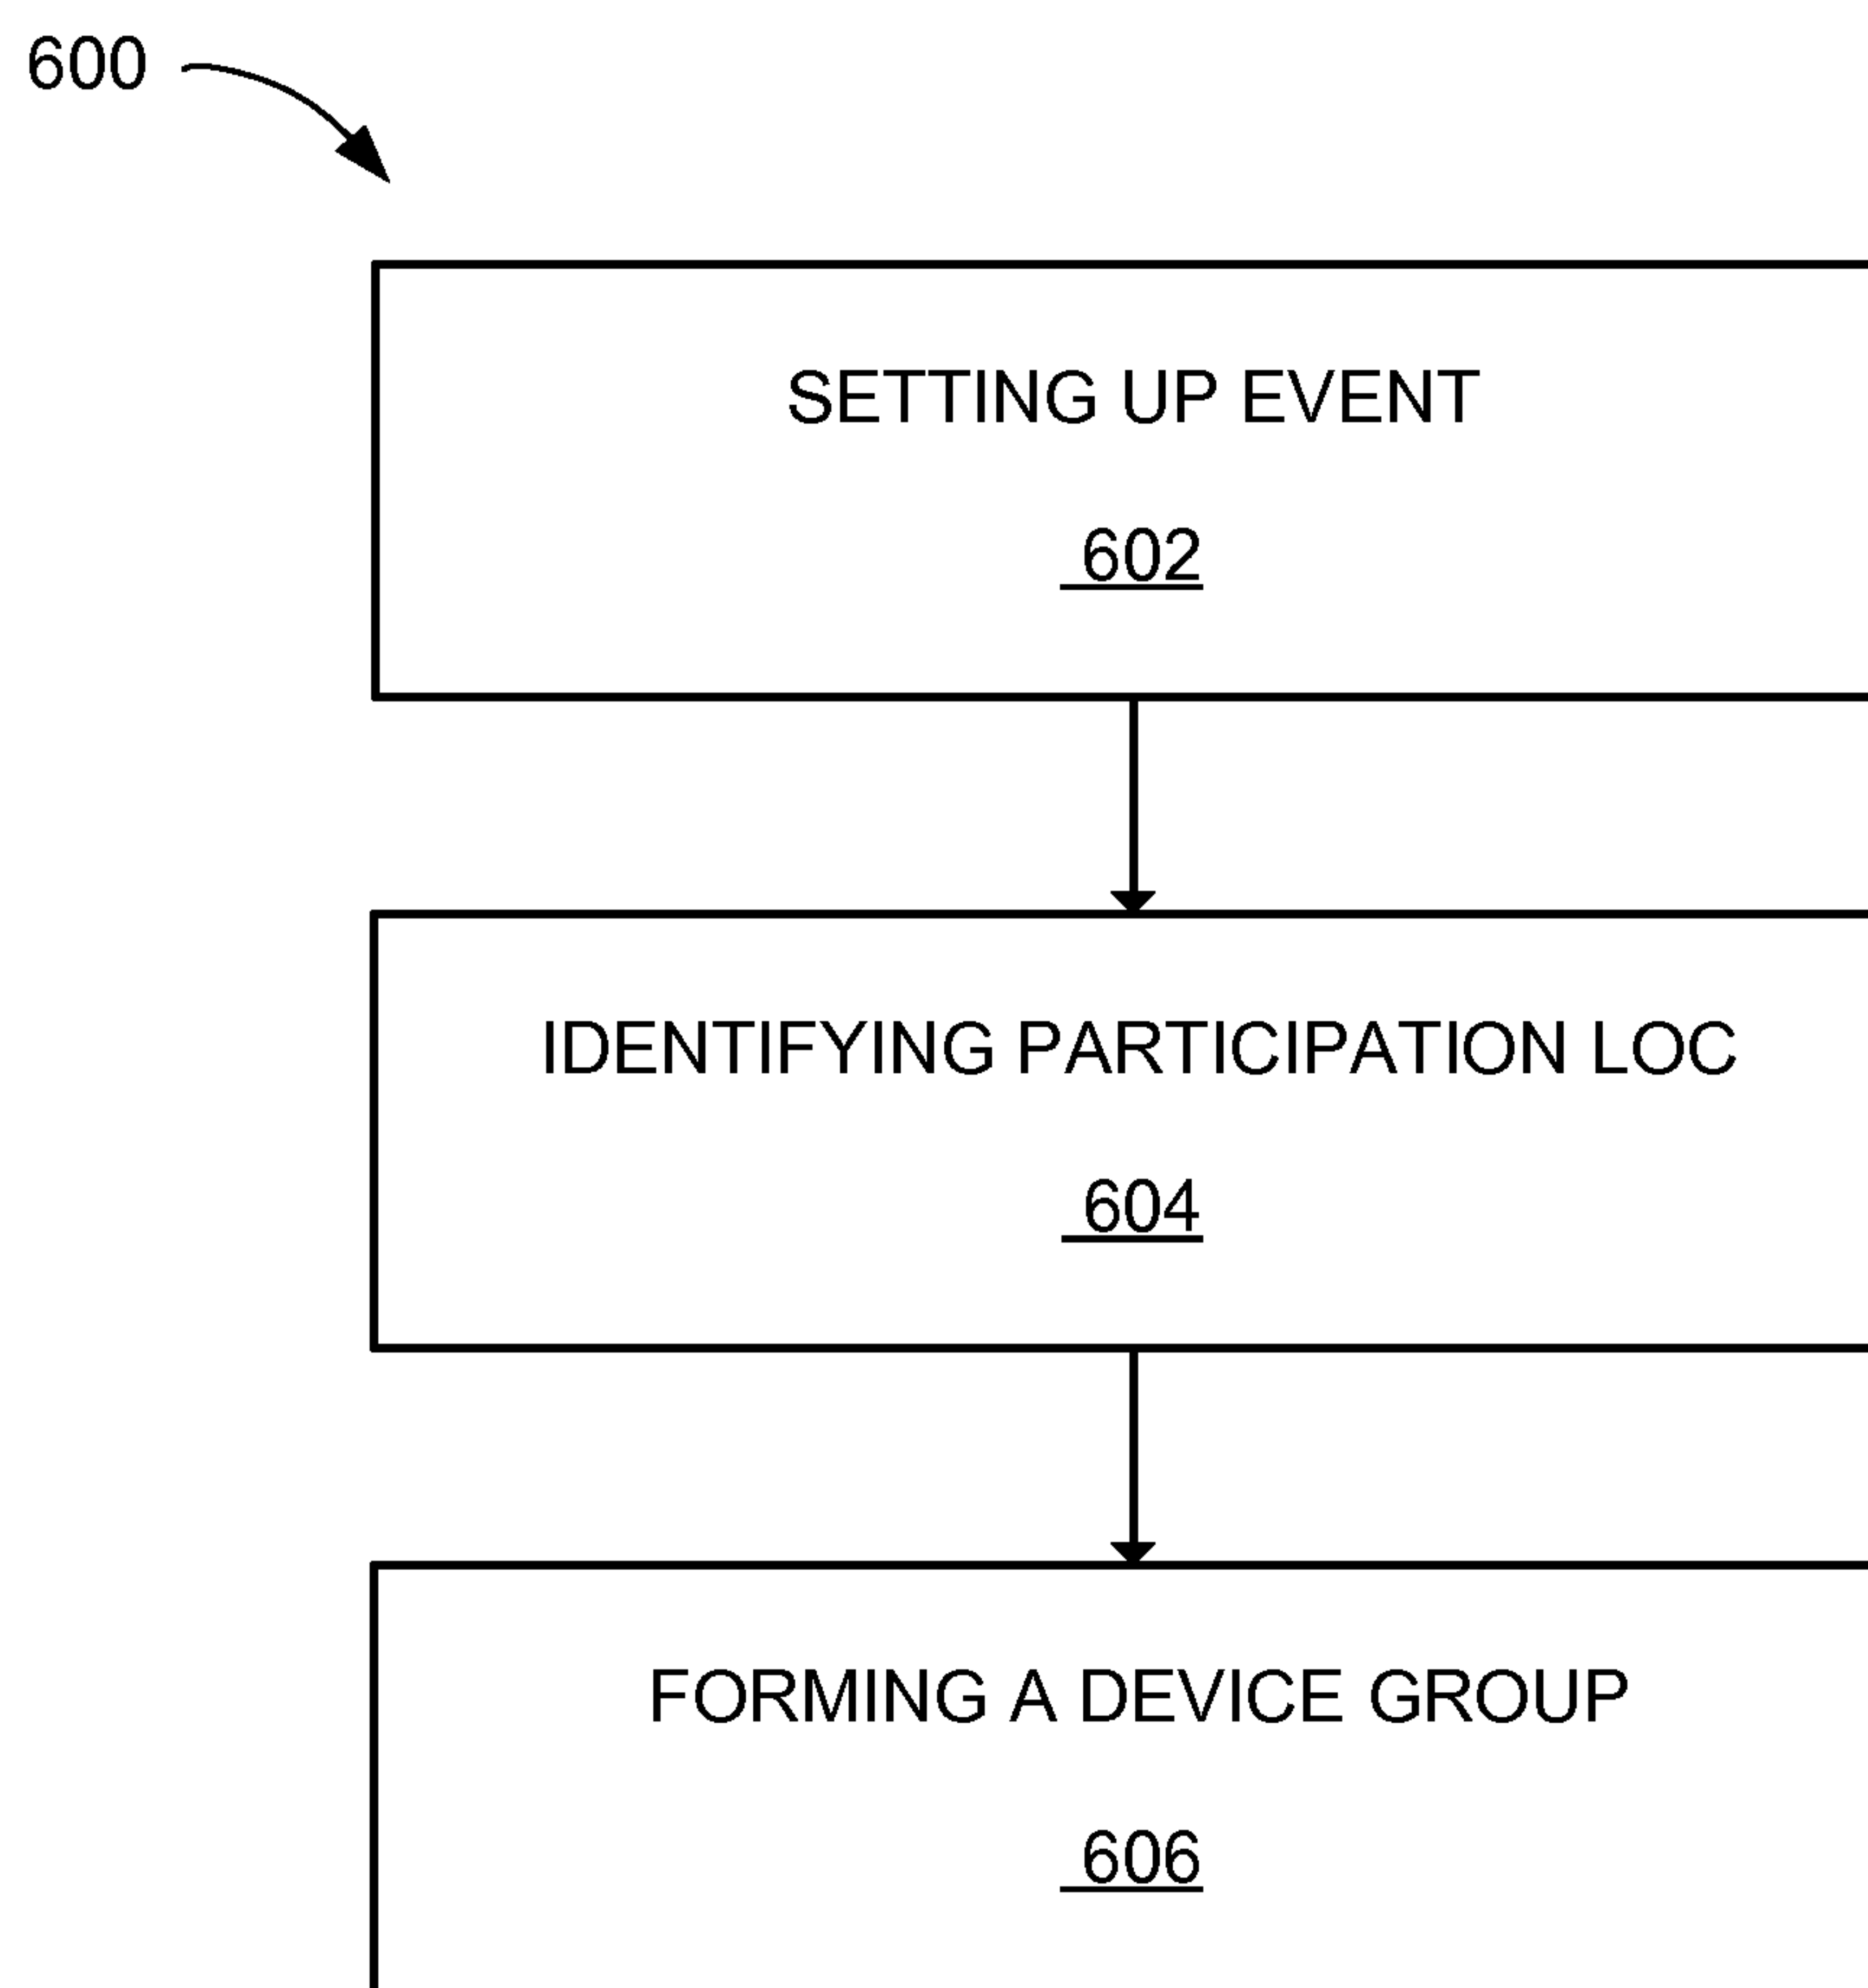 600
SETTING UP EVENT
602
IDENTIFYING PARTICIPATION LOC
604
FORMING A DEVICE GROUP
606